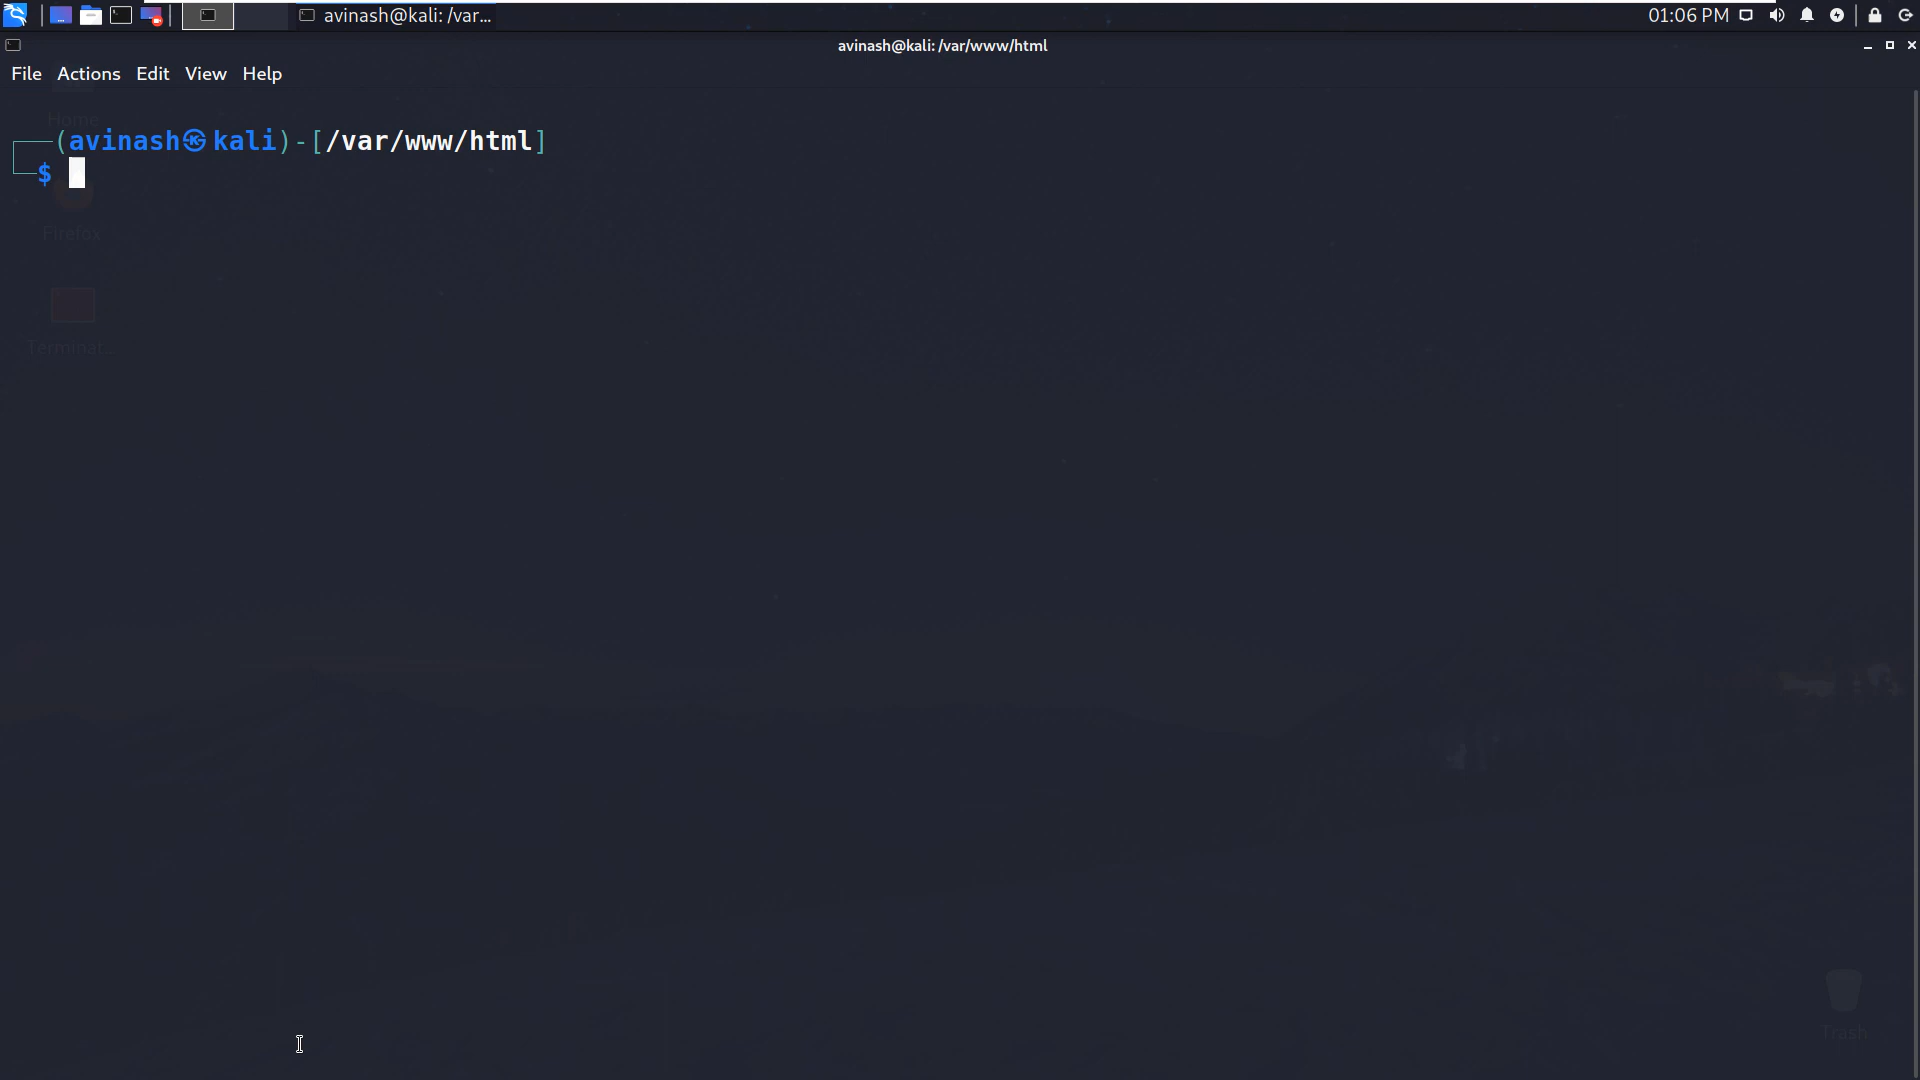 avinash@kali: /var... 01:06 PM
avinash@kali: /var/www/html
File Actions Edit View Help
Home
(avinash㉿kali)-[/var/www/html]
$
Firefox
Terminat...
Trash